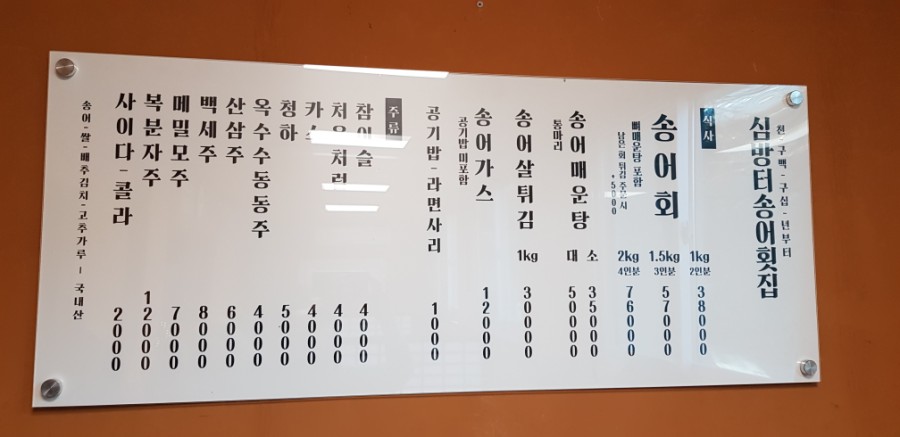 천구백-구십-년부터
심방터송어횟집
식사
송어회
뼈매운탕 포함
남은 회 튀김 주문시
+5000
1kg 2인분 38000
1.5kg 3인분 57000
2kg 4인분 76000
송어매운탕
통마리
소 35000
대 50000
송어살튀김 1kg 30000
송어가스 12000
공기밥 미포함
공기밥-라면사리 1000
주류
참이슬 4000
처음처럼 4000
카스 4000
청하 5000
옥수수동동주 4000
산삼주 6000
백세주 8000
메밀모주 7000
복분자주 12000
사이다-콜라 2000
송어-쌀-배추김치-고추가루-국내산